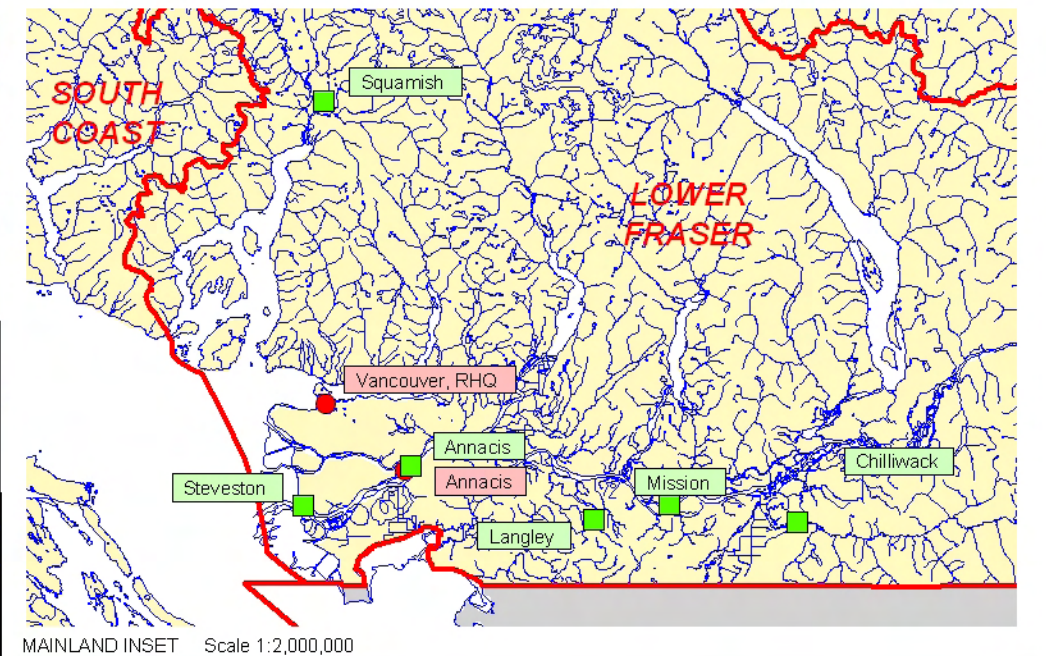 Squamish
SOUTH
COAST
LOWER
FRASER
Vancouver, RHQ
Annacis
Annacis
Chilliwack
Steveston
Mission
Langley
MAINLAND INSET Scale 1:2,000,000